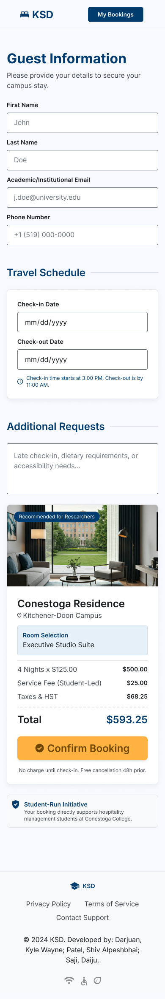 KSD
My Bookings
Guest Information
Please provide your details to secure your
campus stay.
First Name
John
Last Name
Doe
Academic/Institutional Email
j.doe@university.edu
Phone Number
+1 (519) 000-0000
Travel Schedule
Check-in Date
mm/dd/yyyy
Check-out Date
mm/dd/yyyy
Check-in time starts at 3:00 PM. Check-out is by
11:00 AM.
Additional Requests
Late check-in, dietary requirements, or
accessibility needs...
Recommended for Researchers
Conestoga Residence
Kitchener-Doon Campus
Room Selection
Executive Studio Suite
4 Nights x $125.00 $500.00
Service Fee (Student-Led) $25.00
Taxes & HST $68.25
Total $593.25
Confirm Booking
No charge until check-in. Free cancellation 48h prior.
Student-Run Initiative
Your booking directly supports hospitality
management students at Conestoga College.
KSD
Privacy Policy Terms of Service
Contact Support
© 2024 KSD. Developed by: Darjuan,
Kyle Wayne; Patel, Shiv Alpeshbhai;
Saji, Daiju.